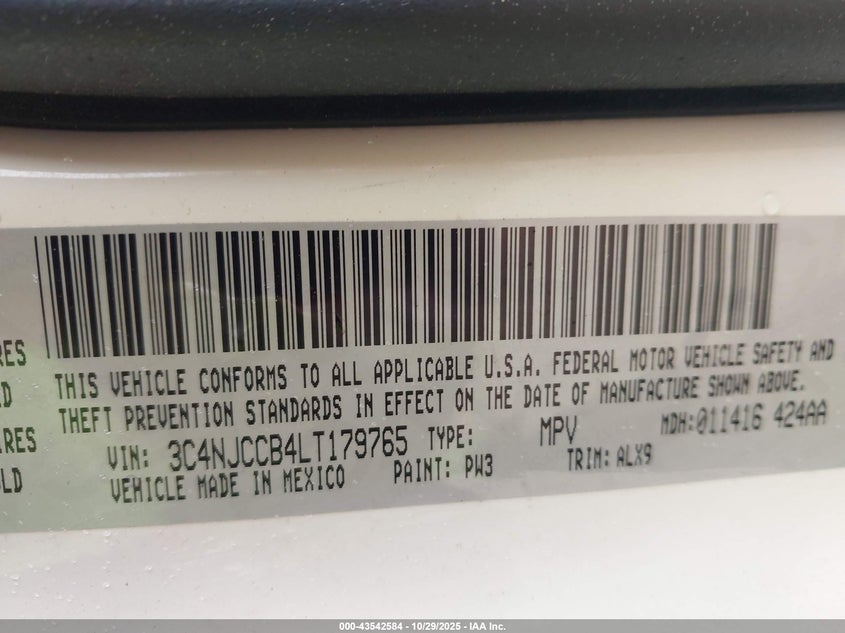 THIS VEHICLE CONFORMS TO ALL APPLICABLE U.S.A. FEDERAL MOTOR VEHICLE SAFETY AND
THEFT PREVENTION STANDARDS IN EFFECT ON THE DATE OF MANUFACTURE SHOWN ABOVE.
VIN: 3C4NJCCB4LT179765 TYPE: MPV MDH:011416 424AA
VEHICLE MADE IN MEXICO PAINT: PW3 TRIM: ALX9
RES
D
RES
LD
000-43542584 - 10/29/2025 - IAA Inc.